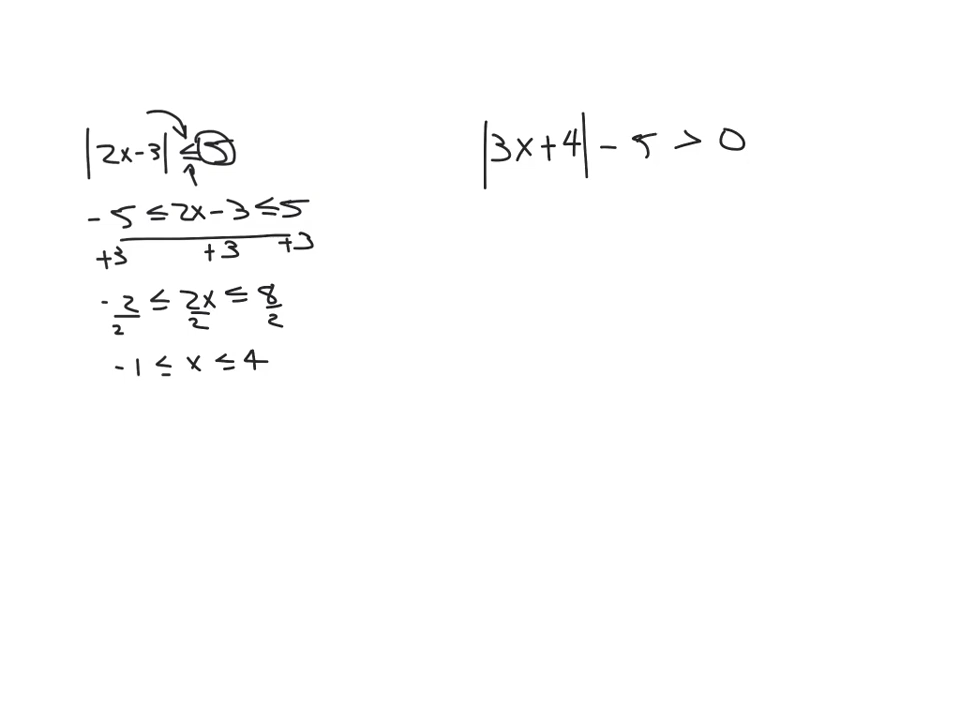 |2x-3| ≤ 5
-5 ≤ 2x-3 ≤ 5
+3 +3 +3
-2/2 ≤ 2x/2 ≤ 8/2
-1 ≤ x ≤ 4
|3x+4| - 5 > 0